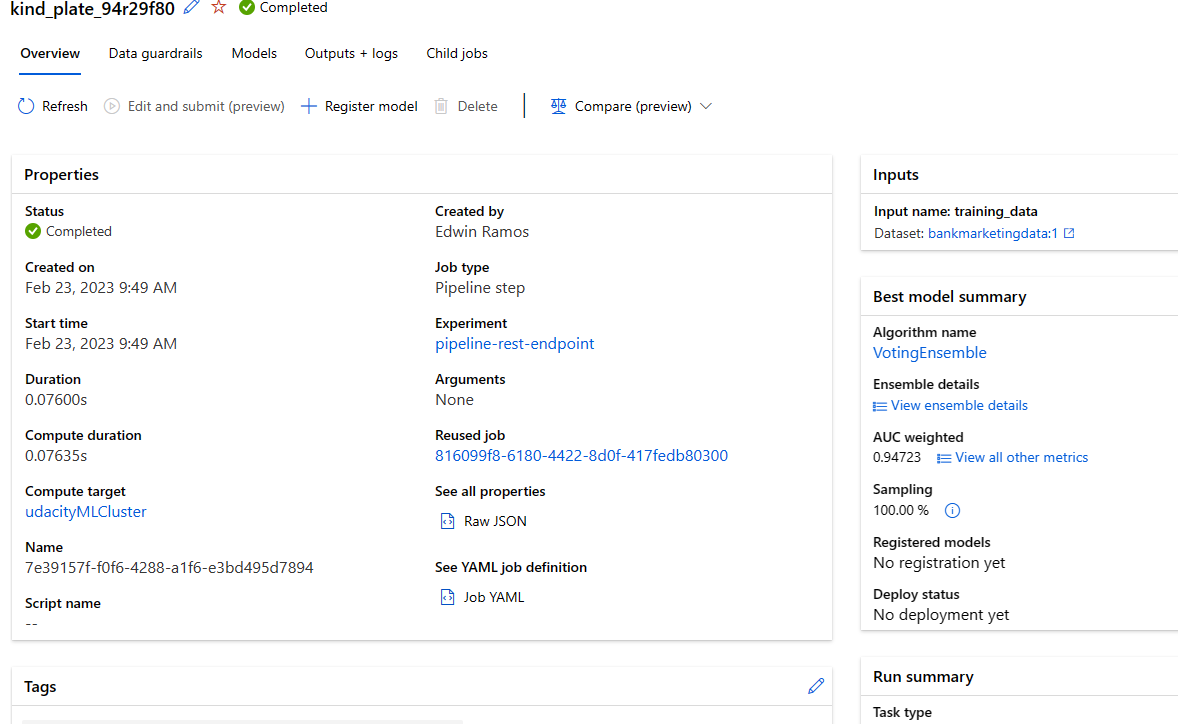 kind_plate_94r29f80 Completed
Overview Data guardrails Models Outputs + logs Child jobs
Refresh Edit and submit (preview) Register model Delete Compare (preview)
Properties
Status
Completed
Created on
Feb 23, 2023 9:49 AM
Start time
Feb 23, 2023 9:49 AM
Duration
0.07600s
Compute duration
0.07635s
Compute target
udacityMLCluster
Name
7e39157f-f0f6-4288-a1f6-e3bd495d7894
Script name
--
Created by
Edwin Ramos
Job type
Pipeline step
Experiment
pipeline-rest-endpoint
Arguments
None
Reused job
816099f8-6180-4422-8d0f-417fedb80300
See all properties
Raw JSON
See YAML job definition
Job YAML
Tags
Inputs
Input name: training_data
Dataset: bankmarketingdata:1
Best model summary
Algorithm name
VotingEnsemble
Ensemble details
View ensemble details
AUC weighted
0.94723 View all other metrics
Sampling
100.00 %
Registered models
No registration yet
Deploy status
No deployment yet
Run summary
Task type